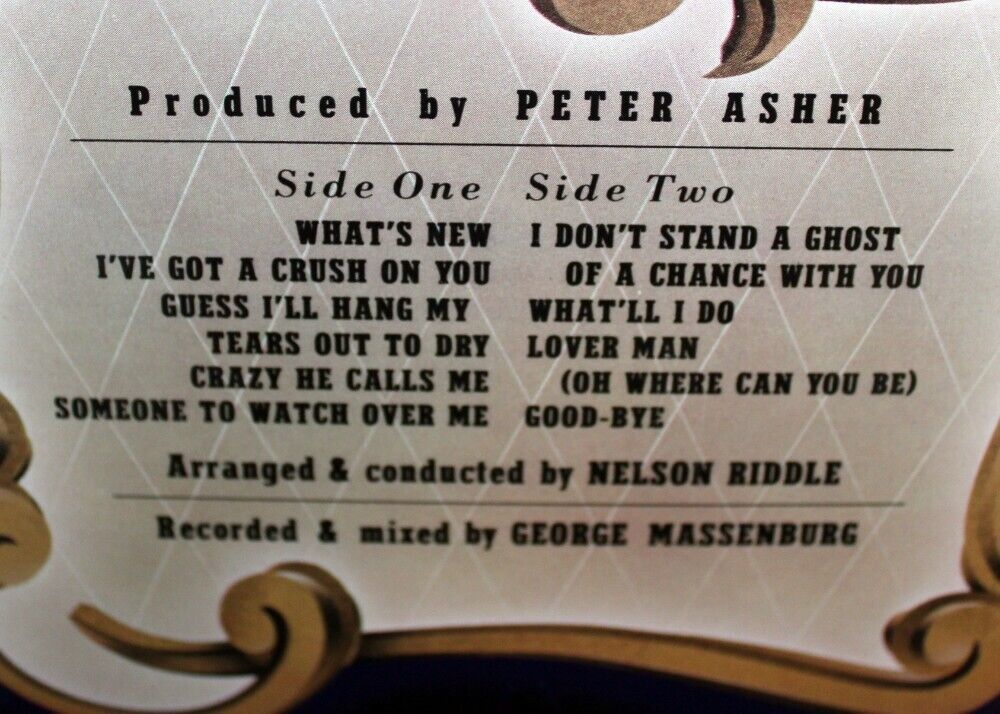 Produced by PETER ASHER
Side One
WHAT'S NEW
I'VE GOT A CRUSH ON YOU
GUESS I'LL HANG MY
TEARS OUT TO DRY
CRAZY HE CALLS ME
SOMEONE TO WATCH OVER ME
Side Two
I DON'T STAND A GHOST
OF A CHANCE WITH YOU
WHAT'LL I DO
LOVER MAN
(OH WHERE CAN YOU BE)
GOOD-BYE
Arranged & conducted by NELSON RIDDLE
Recorded & mixed by GEORGE MASSENBURG